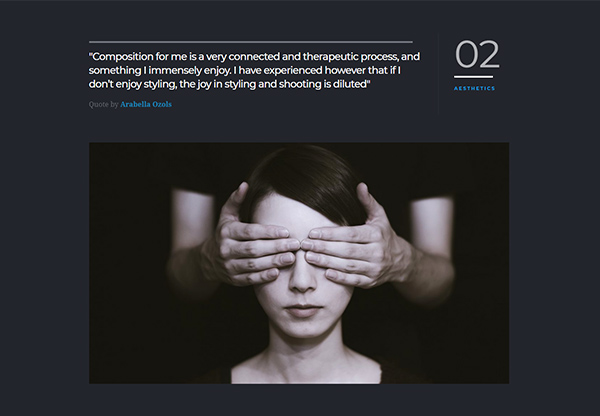 "Composition for me is a very connected and therapeutic process, and
something I immensely enjoy. I have experienced however that if I
don't enjoy styling, the joy in styling and shooting is diluted"
Quote by Arabella Ozols
02
AESTHETICS